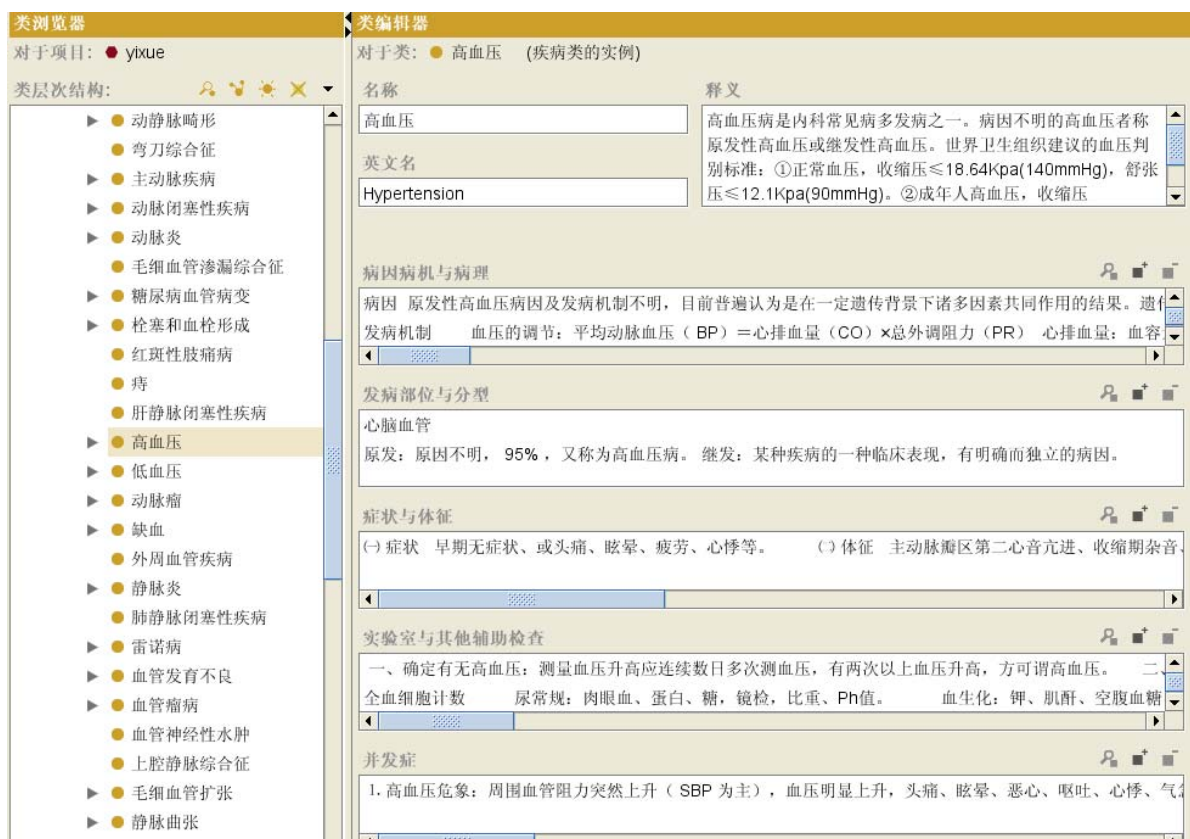 类浏览器
对于项目: yixue
类层次结构:
动静脉畸形
弯刀综合征
主动脉疾病
动脉闭塞性疾病
动脉炎
毛细血管渗漏综合征
糖尿病血管病变
栓塞和血栓形成
红斑性肢痛病
痔
肝静脉闭塞性疾病
高血压
低血压
动脉瘤
缺血
外周血管疾病
静脉炎
肺静脉闭塞性疾病
雷诺病
血管发育不良
血管瘤病
血管神经性水肿
上腔静脉综合征
毛细血管扩张
静脉曲张
类编辑器
对于类: 高血压 (疾病类的实例)
名称
高血压
英文名
Hypertension
释义
高血压病是内科常见病多发病之一。病因不明的高血压者称
原发性高血压或继发性高血压。世界卫生组织建议的血压判
别标准：①正常血压，收缩压≤18.64Kpa(140mmHg)，舒张
压≤12.1Kpa(90mmHg)。②成年人高血压，收缩压
病因病机与病理
病因 原发性高血压病因及发病机制不明，目前普遍认为是在一定遗传背景下诸多因素共同作用的结果。遗
发病机制 血压的调节：平均动脉血压（ BP）＝心排血量（CO）×总外调阻力（PR） 心排血量：血容
发病部位与分型
心脑血管
原发：原因不明， 95% ，又称为高血压病。 继发：某种疾病的一种临床表现，有明确而独立的病因。
症状与体征
㈠ 症状 早期无症状、或头痛、眩晕、疲劳、心悸等。 ㈡ 体征 主动脉瓣区第二心音亢进、收缩期杂音、
实验室与其他辅助检查
一、确定有无高血压：测量血压升高应连续数日多次测血压，有两次以上血压升高，方可谓高血压。 二、
全血细胞计数 尿常规：肉眼血、蛋白、糖，镜检，比重、Ph值。 血生化：钾、肌酐、空腹血糖
并发症
1. 高血压危象：周围血管阻力突然上升（ SBP 为主），血压明显上升，头痛、眩晕、恶心、呕吐、心悸、气